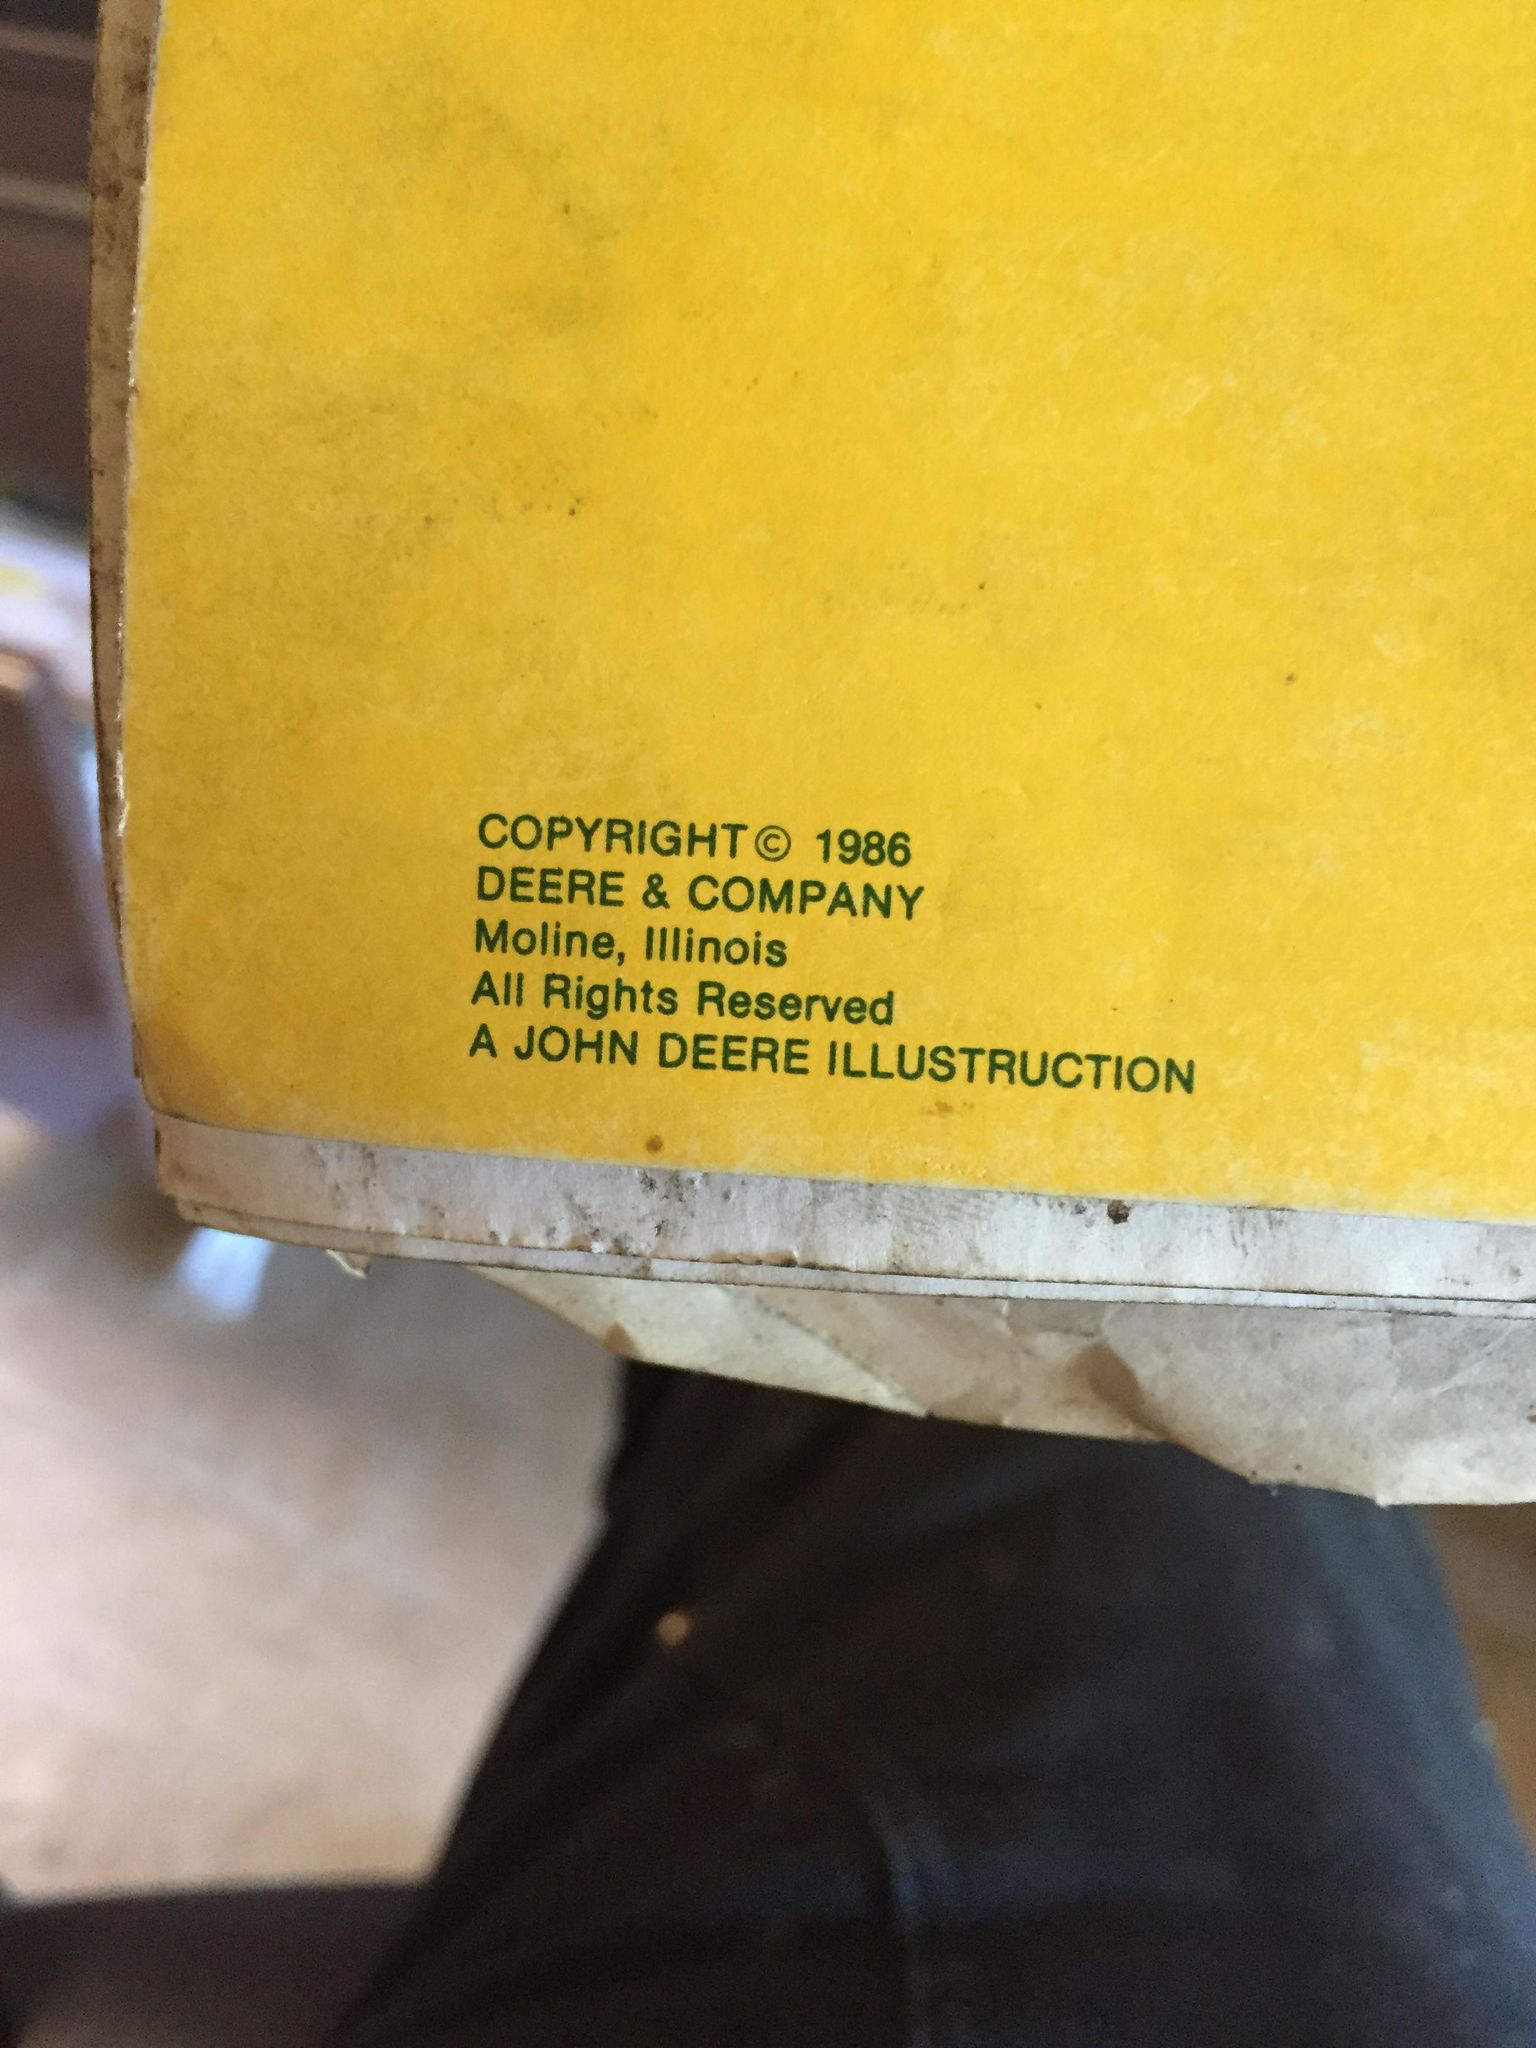 COPYRIGHT © 1986
DEERE & COMPANY
Moline, Illinois
All Rights Reserved
A JOHN DEERE ILLUSTRUCTION